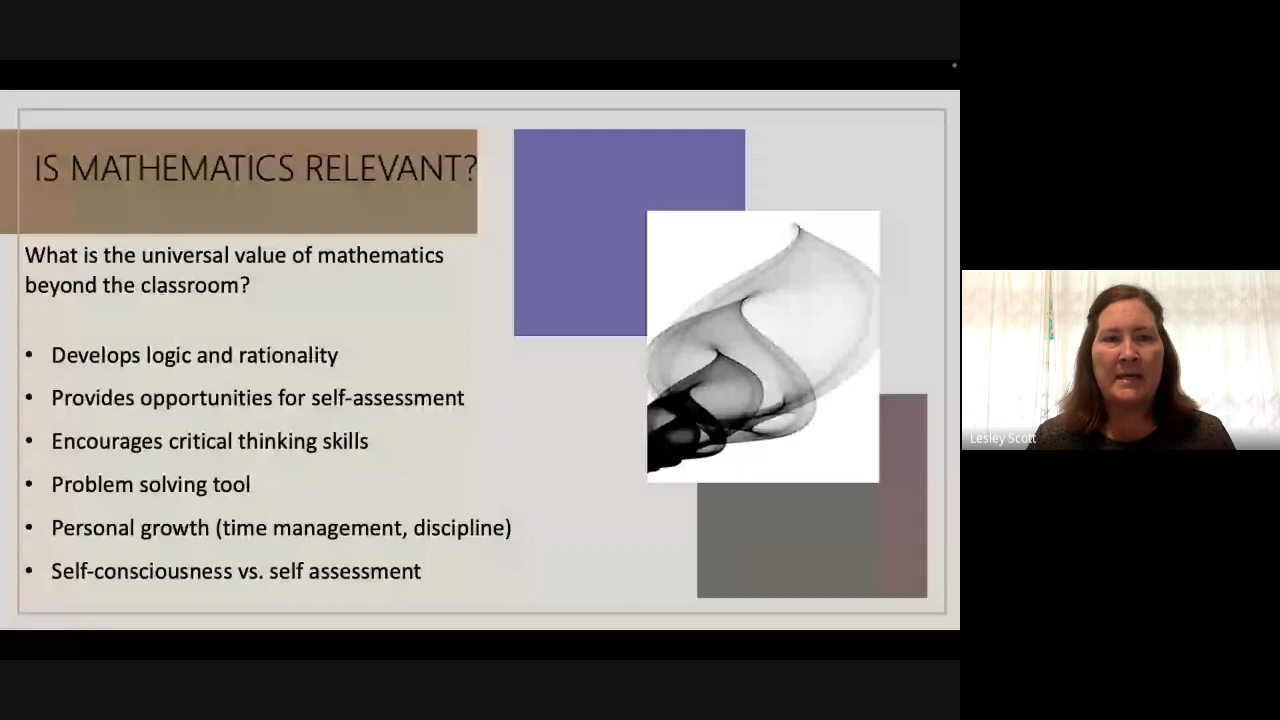 IS MATHEMATICS RELEVANT?
What is the universal value of mathematics
beyond the classroom?
• Develops logic and rationality
• Provides opportunities for self-assessment
• Encourages critical thinking skills
• Problem solving tool
• Personal growth (time management, discipline)
• Self-consciousness vs. self assessment
Lesley Scott